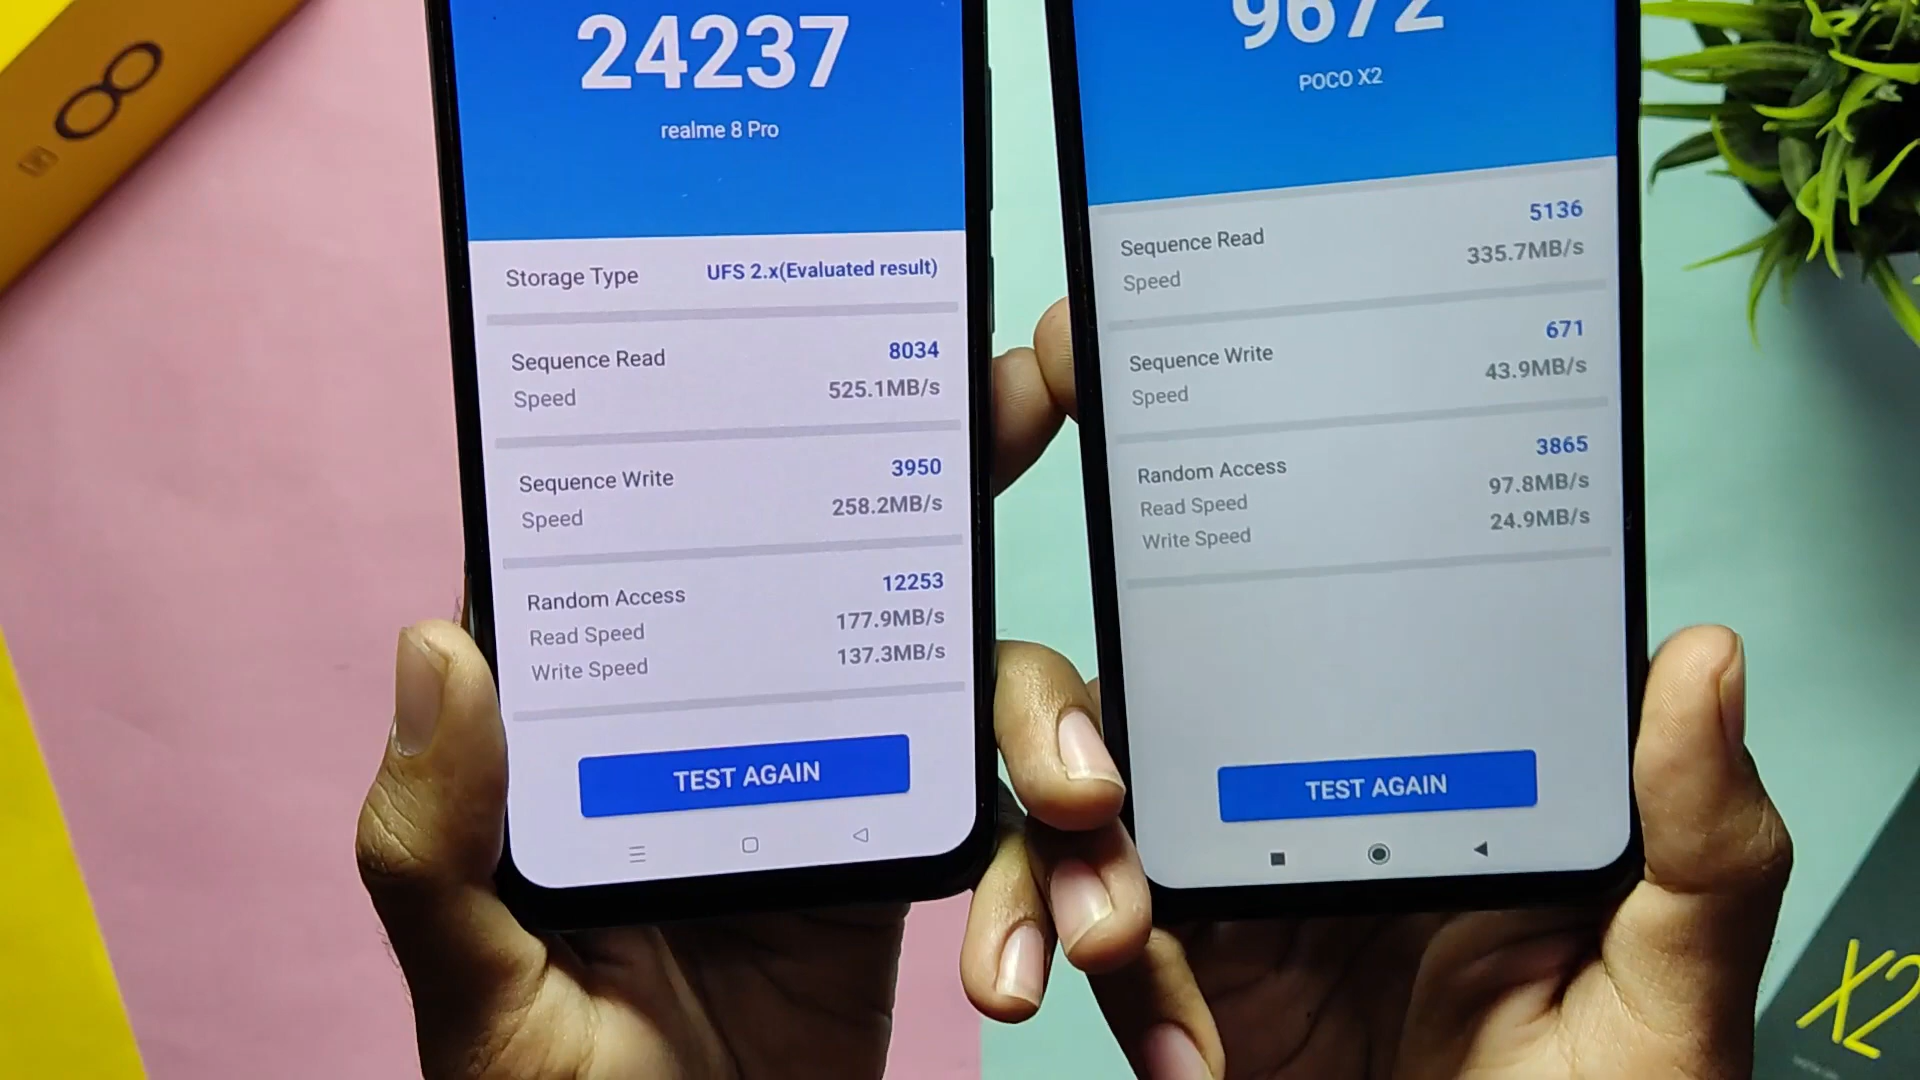 8
24237
realme 8 Pro
Storage Type UFS 2.x(Evaluated result)
Sequence Read 8034
Speed 525.1MB/s
Sequence Write 3950
Speed 258.2MB/s
Random Access 12253
Read Speed 177.9MB/s
Write Speed 137.3MB/s
TEST AGAIN
9672
POCO X2
Sequence Read 5136
Speed 335.7MB/s
Sequence Write 671
Speed 43.9MB/s
Random Access 3865
Read Speed 97.8MB/s
Write Speed 24.9MB/s
TEST AGAIN
X2